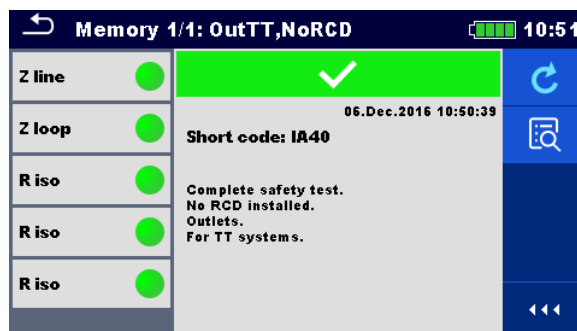 Memory 1/1: OutTT,NoRCD
10:51
Z line
Z loop
R iso
R iso
R iso
06.Dec.2016 10:50:39
Short code: IA40
Complete safety test.
No RCD installed.
Outlets.
For TT systems.